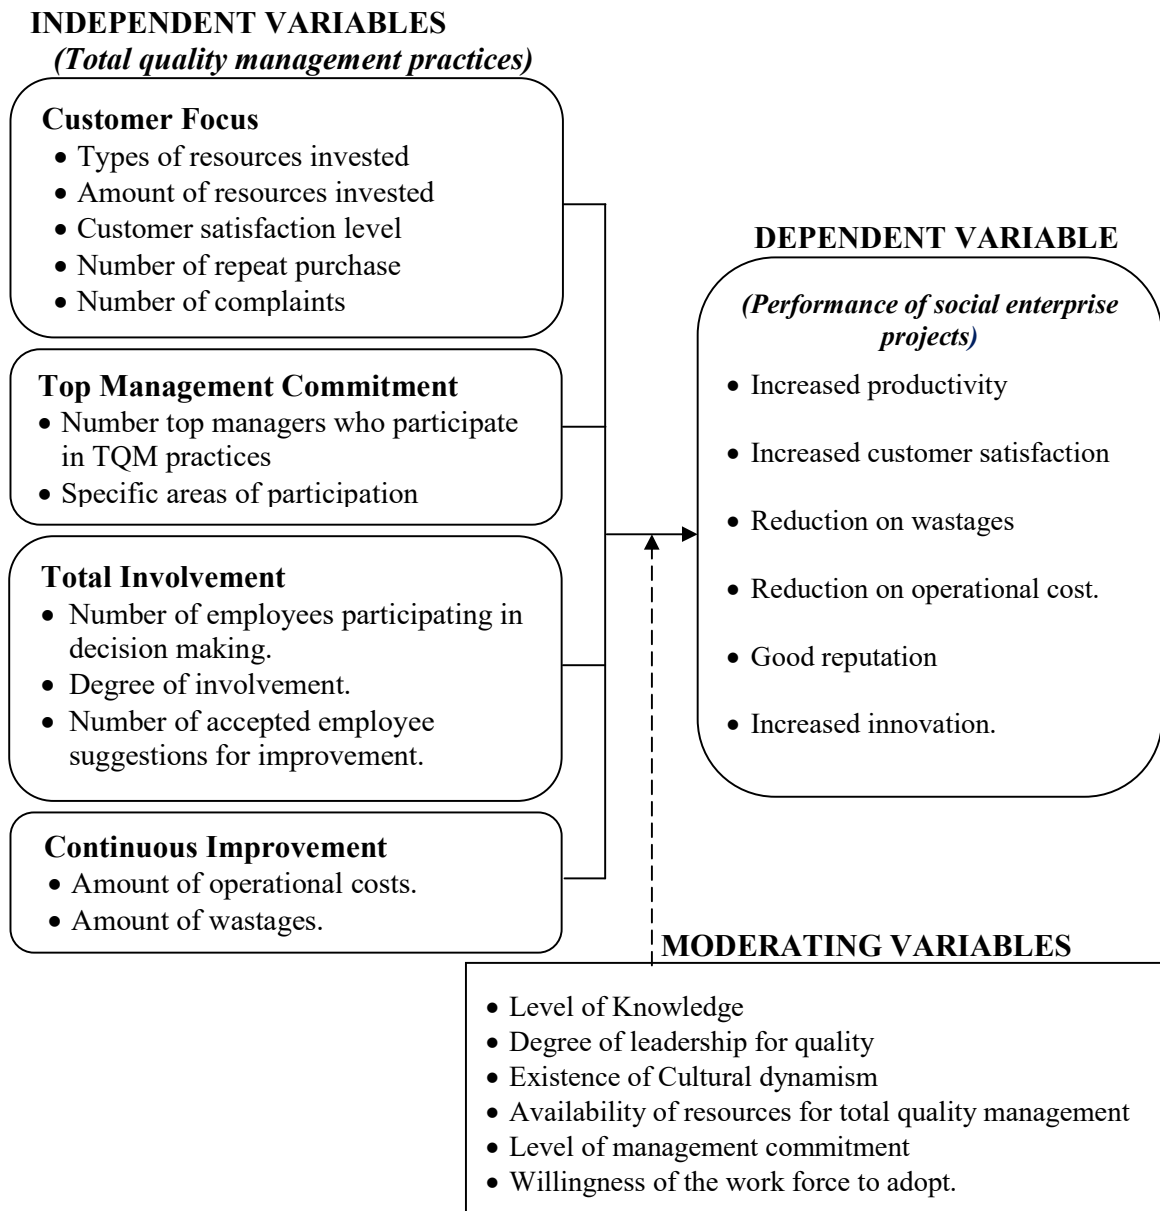 INDEPENDENT VARIABLES
(Total quality management practices)
Customer Focus
• Types of resources invested
• Amount of resources invested
• Customer satisfaction level
• Number of repeat purchase
• Number of complaints
Top Management Commitment
• Number top managers who participate
in TQM practices
• Specific areas of participation
Total Involvement
• Number of employees participating in
decision making.
• Degree of involvement.
• Number of accepted employee
suggestions for improvement.
Continuous Improvement
• Amount of operational costs.
• Amount of wastages.
DEPENDENT VARIABLE
(Performance of social enterprise
projects)
• Increased productivity
• Increased customer satisfaction
• Reduction on wastages
• Reduction on operational cost.
• Good reputation
• Increased innovation.
MODERATING VARIABLES
• Level of Knowledge
• Degree of leadership for quality
• Existence of Cultural dynamism
• Availability of resources for total quality management
• Level of management commitment
• Willingness of the work force to adopt.